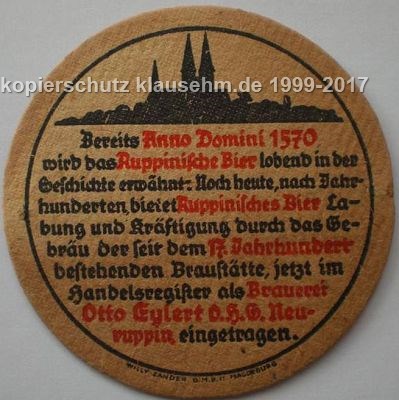 kopierschutz klausehm.de 1999-2017
Bereits Anno Domini 1570
wird das Ruppinische Bier lobend in der
Geschichte erwähnt. Noch heute, nach Jahr-
hunderten, bietet Ruppinisches Bier La-
bung und Kräftigung durch das Ge-
bräu der seit dem 17. Jahrhundert
bestehenden Braustätte, jetzt im
Handelsregister als Brauerei
Otto Eylert O.H.G. Neu-
ruppin, eingetragen.
WILLY SANDER D.M.B.H. MAGDEBURG